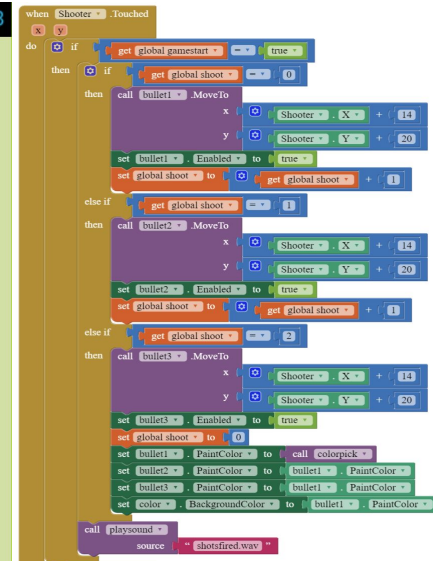 when Shooter .Touched
x y
do if get global gamestart = true
then if get global shoot = 0
then call bullet1 .MoveTo
x Shooter . X + 14
y Shooter . Y + 20
set bullet1 . Enabled to true
set global shoot to get global shoot + 1
else if get global shoot = 1
then call bullet2 .MoveTo
x Shooter . X + 14
y Shooter . Y + 20
set bullet2 . Enabled to true
set global shoot to get global shoot + 1
else if get global shoot = 2
then call bullet3 .MoveTo
x Shooter . X + 14
y Shooter . Y + 20
set bullet3 . Enabled to true
set global shoot to 0
set bullet1 . PaintColor to call colorpick
set bullet2 . PaintColor to bullet1 . PaintColor
set bullet3 . PaintColor to bullet1 . PaintColor
set color . BackgroundColor to bullet1 . PaintColor
call playsound
source " shotsfired.wav "